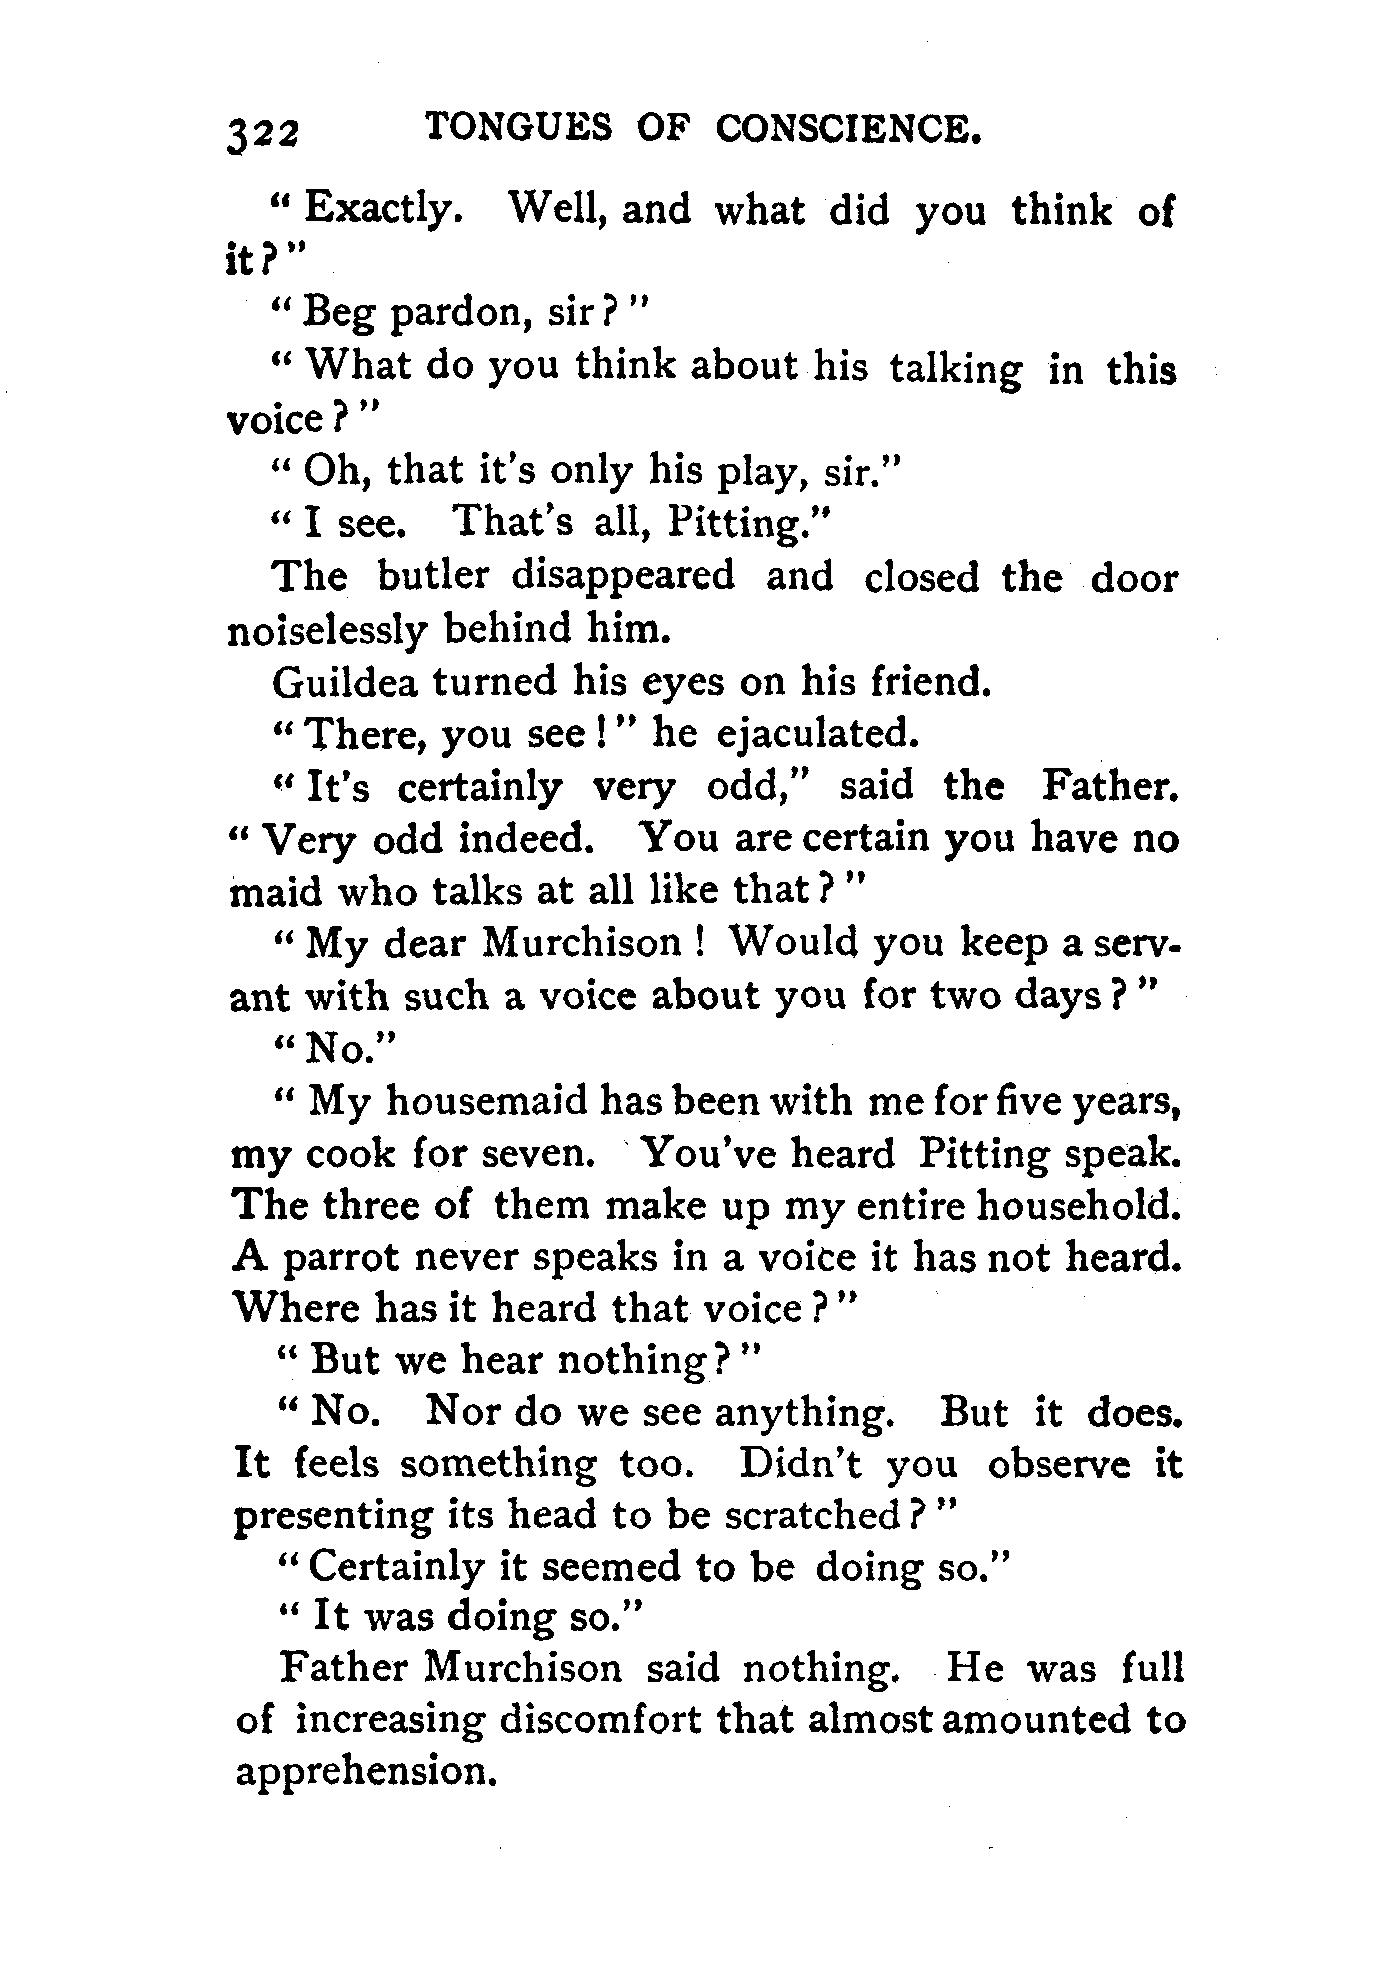 322 TONGUES OF CONSCIENCE.
" Exactly. Well, and what did you think of
it ? "
" Beg pardon, sir ? "
" What do you think about his talking in this
voice ? "
" Oh, that it's only his play, sir."
" I see. That's all, Pitting."
The butler disappeared and closed the door
noiselessly behind him.
Guildea turned his eyes on his friend.
" There, you see ! " he ejaculated.
" It's certainly very odd," said the Father.
" Very odd indeed. You are certain you have no
maid who talks at all like that ? "
" My dear Murchison ! Would you keep a serv-
ant with such a voice about you for two days ? "
" No."
" My housemaid has been with me for five years,
my cook for seven. You've heard Pitting speak.
The three of them make up my entire household.
A parrot never speaks in a voice it has not heard.
Where has it heard that voice ? "
" But we hear nothing ? "
" No. Nor do we see anything. But it does.
It feels something too. Didn't you observe it
presenting its head to be scratched ? "
" Certainly it seemed to be doing so."
" It was doing so."
Father Murchison said nothing. He was full
of increasing discomfort that almost amounted to
apprehension.